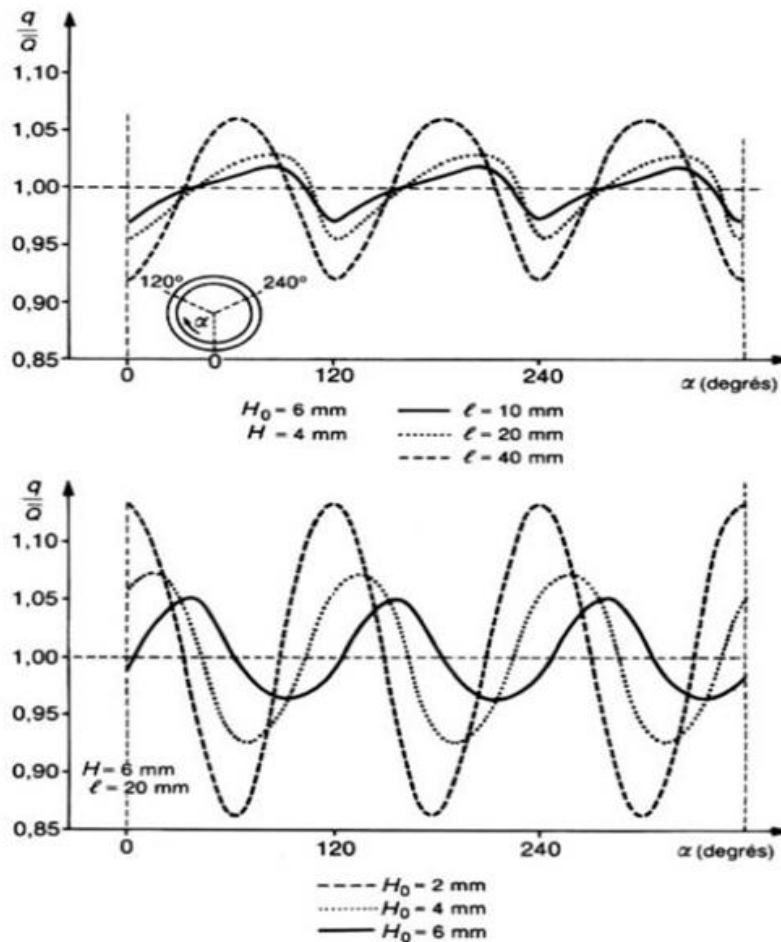 q
Q̄
1,10
1,05
1,00
0,95
0,90
0,85
120°
240°
α
0
0
120
240
α (degrés)
H₀ = 6 mm
H = 4 mm
ℓ = 10 mm
ℓ = 20 mm
ℓ = 40 mm
q
Q̄
1,10
1,05
1,00
0,95
0,90
0,85
H = 6 mm
ℓ = 20 mm
0
120
240
α (degrés)
H₀ = 2 mm
H₀ = 4 mm
H₀ = 6 mm